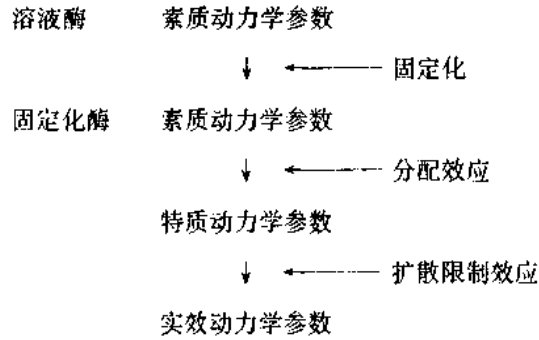 溶液酶 素质动力学参数
固定化
固定化酶 素质动力学参数
分配效应
特质动力学参数
扩散限制效应
实效动力学参数